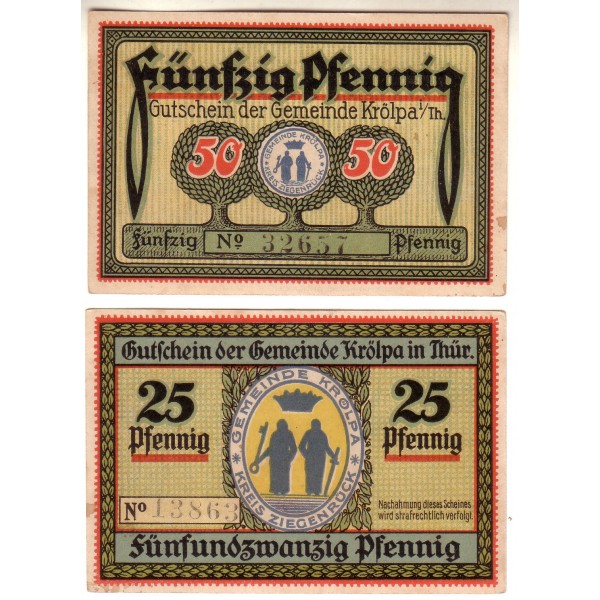 Fünfzig Pfennig
Gutschein der Gemeinde Krölpa i/Th.
50 50
GEMEINDE KRÖLPA
KREIS ZIEGENRÜCK
Fünfzig No 32657 Pfennig
Gutschein der Gemeinde Krölpa in Thür.
25 25
Pfennig Pfennig
GEMEINDE KRÖLPA
KREIS ZIEGENRÜCK
No 13863
Nachahmung dieses Scheines
wird strafrechtlich verfolgt.
Fünfundzwanzig Pfennig